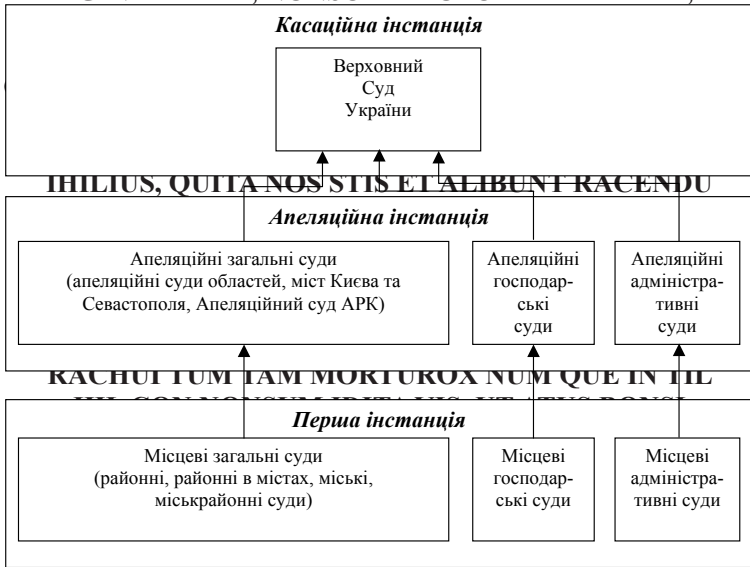 Касаційна інстанція
Верховний
Суд
України
IHILIUS, QUITA NOS STIS ET ALIBUNT RACENDU
Апеляційна інстанція
Апеляційні загальні суди
(апеляційні суди областей, міст Києва та
Севастополя, Апеляційний суд АРК)
Апеляційні
господар-
ські
суди
Апеляційні
адміністра-
тивні
суди
RACHUI TUM TAM MORTUROX NUM QUE IN TIL
Перша інстанція
Місцеві загальні суди
(районні, районні в містах, міські,
міськрайонні суди)
Місцеві
господар-
ські суди
Місцеві
адміністра-
тивні суди